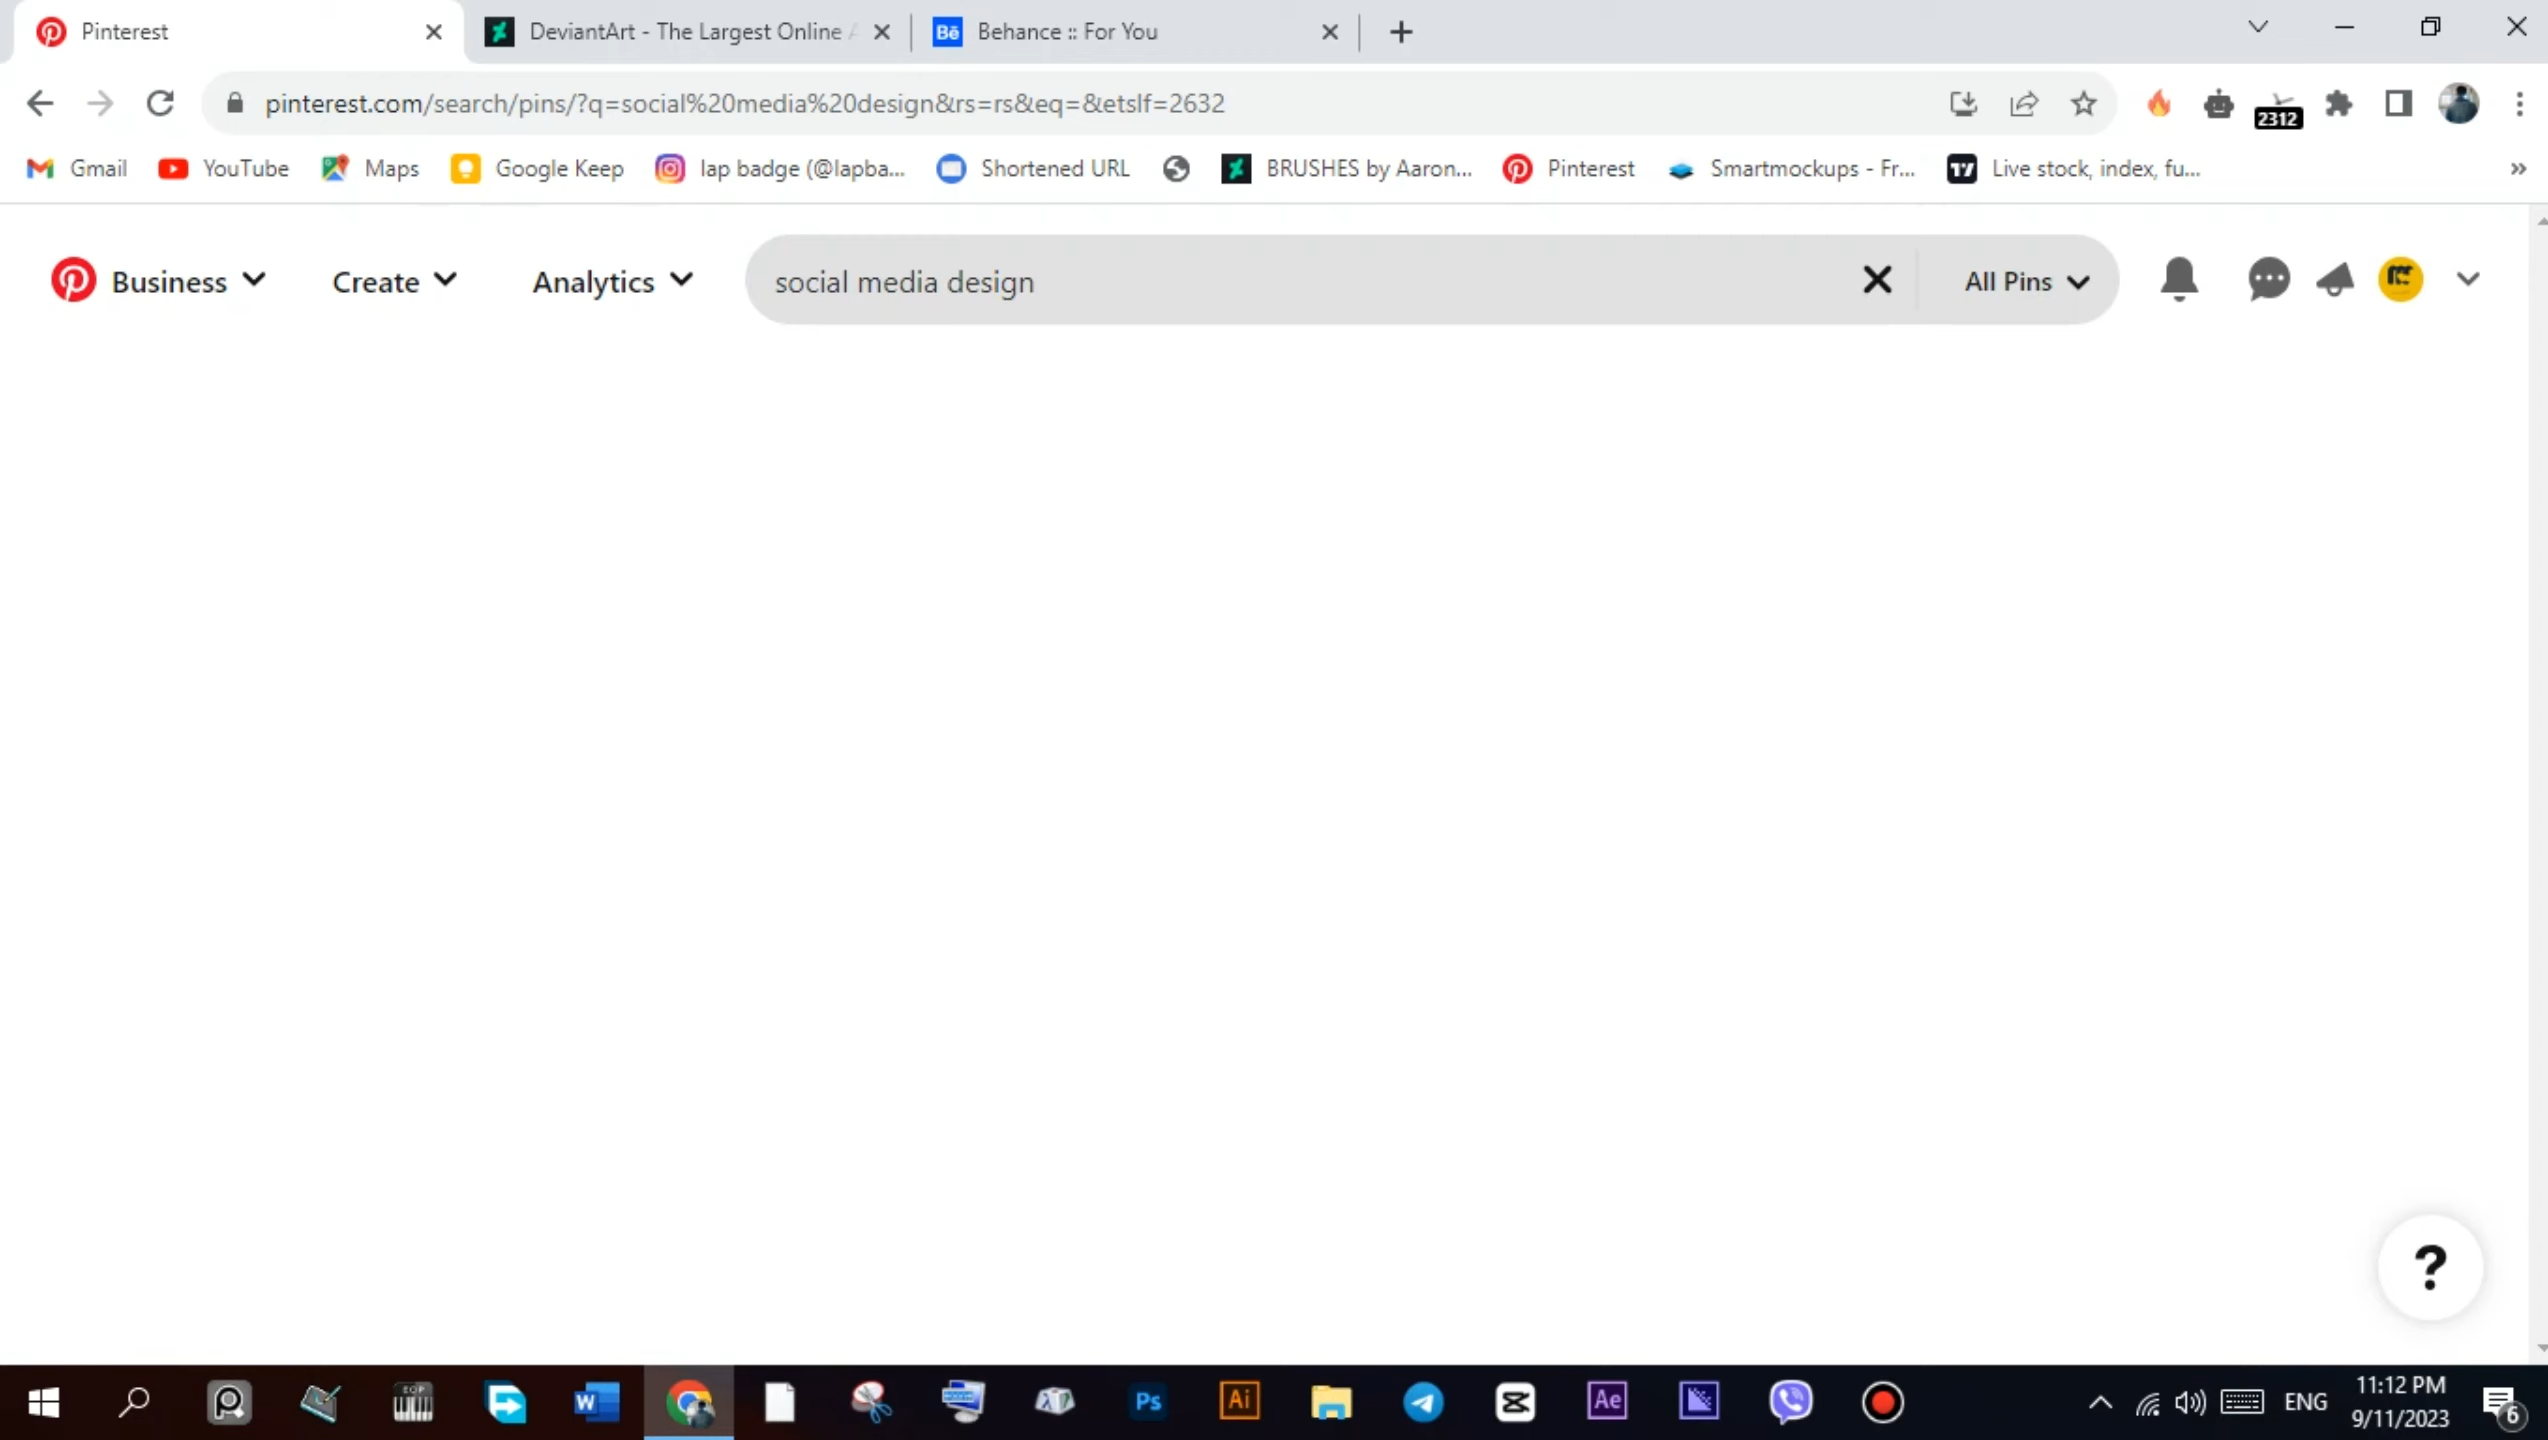 Pinterest
DeviantArt - The Largest Online A
Bē Behance :: For You
pinterest.com/search/pins/?q=social%20media%20design&rs=rs&eq=&etslf=2632
2312
Gmail
YouTube
Maps
Google Keep
lap badge (@lapba...
Shortened URL
BRUSHES by Aaron...
Pinterest
Smartmockups - Fr...
Live stock, index, fu...
Business
Create
Analytics
social media design
All Pins
?
W
EOP
Ps
Ai
Ae
ENG
11:12 PM
9/11/2023
6